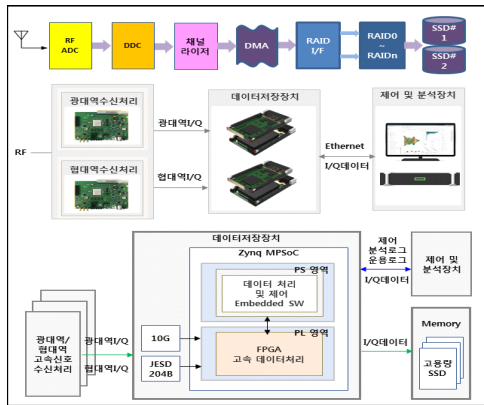 RF
ADC
DDC
채널
라이저
DMA
RAID
I/F
RAID0
~
RAIDn
SSD#
1
SSD#
2
광대역수신처리
협대역수신처리
RF
광대역I/Q
협대역I/Q
데이터저장장치
Ethernet
I/Q데이터
제어 및 분석장치
데이터저장장치
Zynq MPSoC
PS 영역
데이터 처리
및 제어
Embedded SW
PL 영역
FPGA
고속 데이터처리
10G
JESD
204B
광대역/
협대역
고속신호
수신처리
광대역I/Q
협대역I/Q
제어
분석로그
운용로그
I/Q데이터
제어 및
분석장치
I/Q데이터
Memory
고용량
SSD